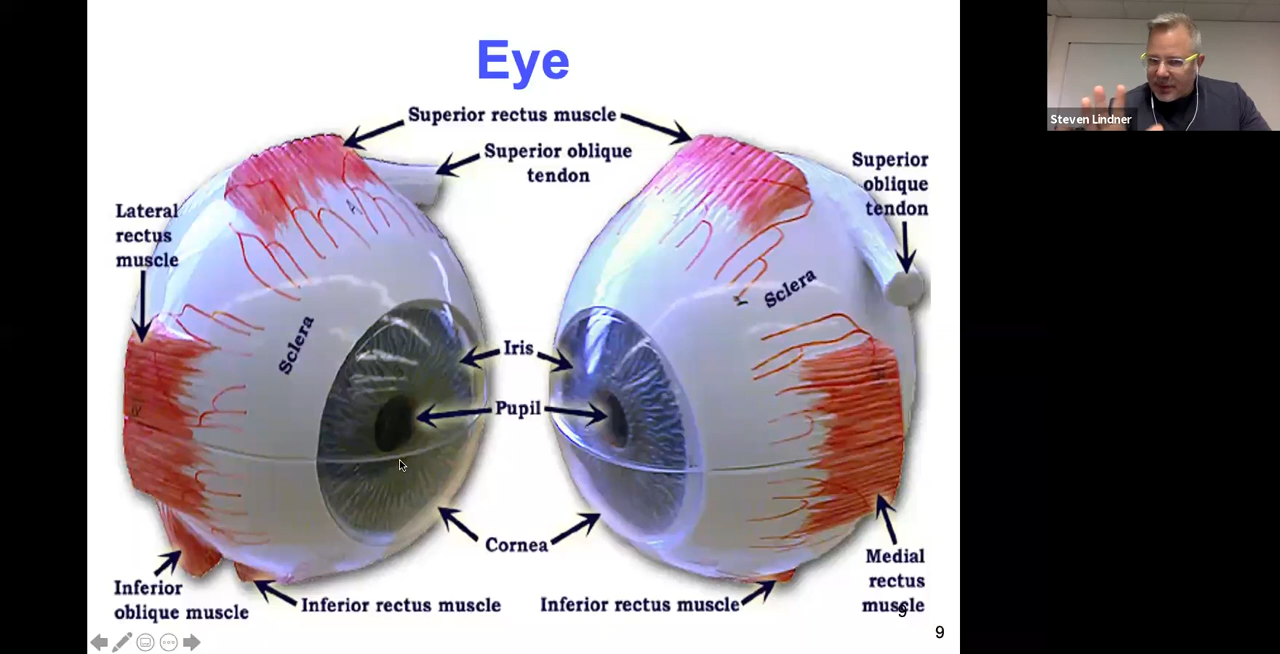 Eye
Superior rectus muscle
Superior oblique
tendon
Superior
oblique
tendon
Lateral
rectus
muscle
Sclera
Sclera
Iris
Pupil
Cornea
Medial
rectus
muscle
Inferior
oblique muscle
Inferior rectus muscle
Inferior rectus muscle
9
9
Steven Lindner